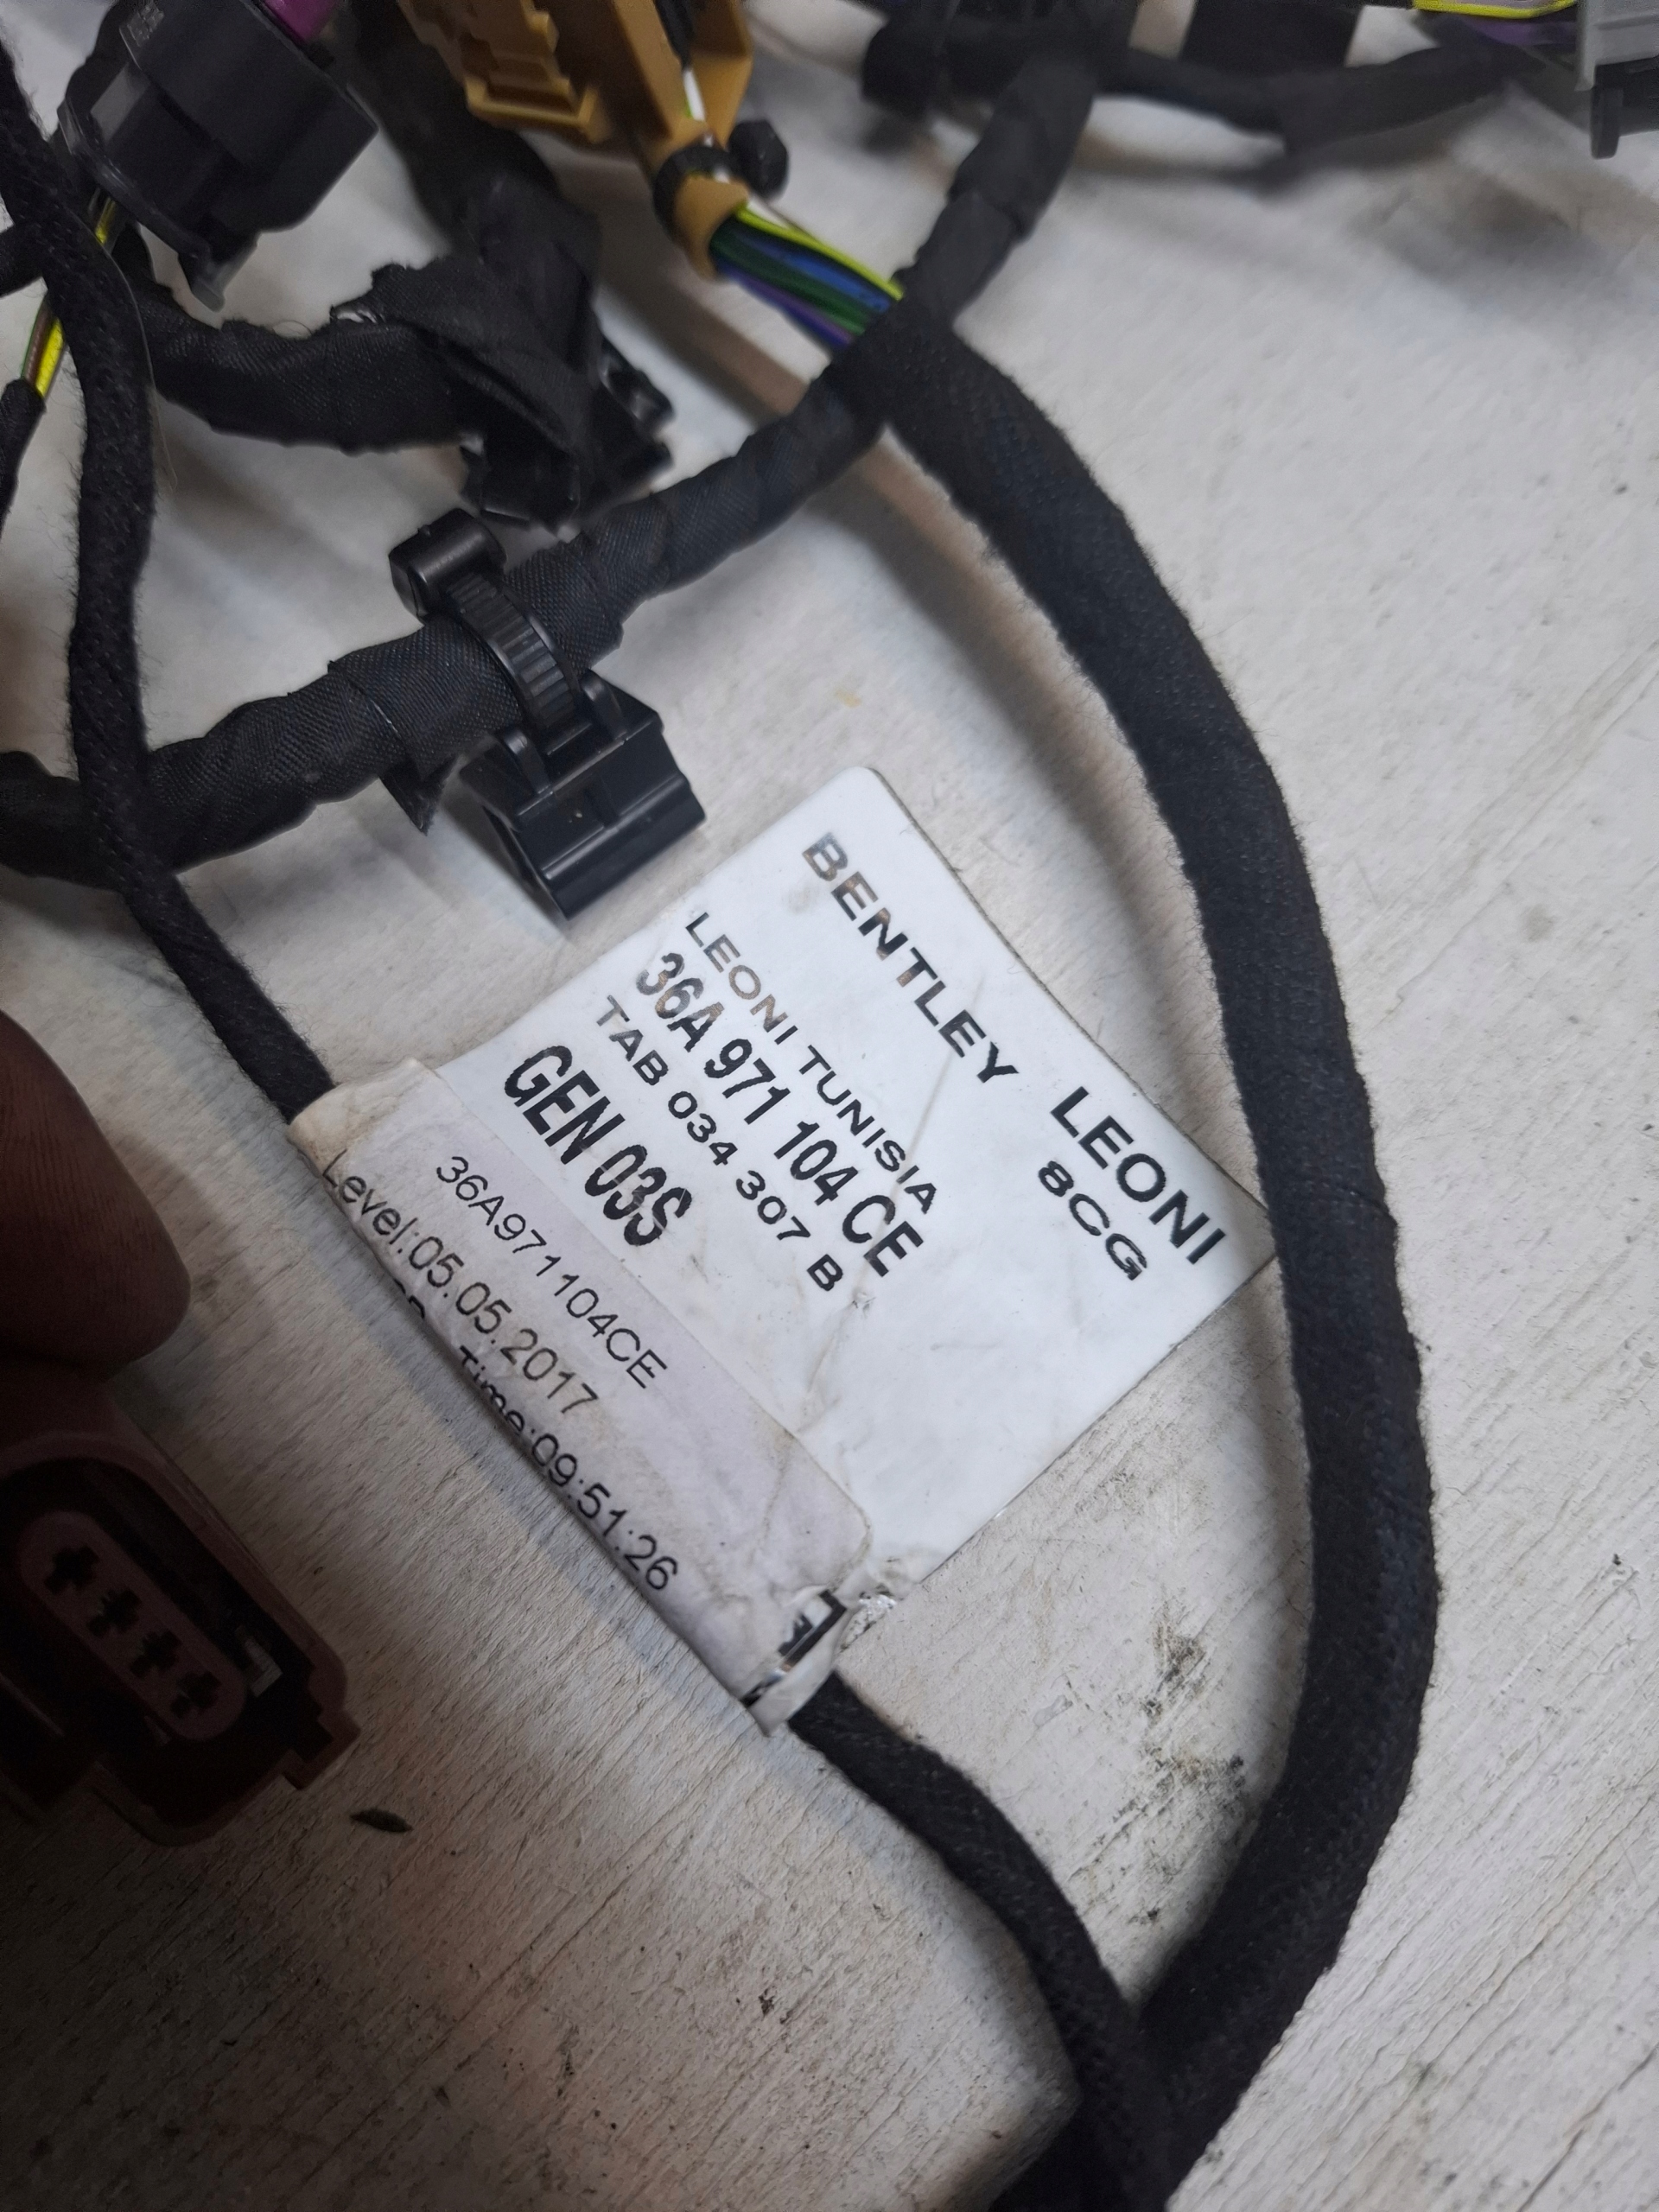 BENTLEY LEONI
8CG
LEONI TUNISIA
36A 971 104 CE
TAB 034 307 B
GEN 03S
36A971104CE
Level:05.05.2017
Time:09:51:26